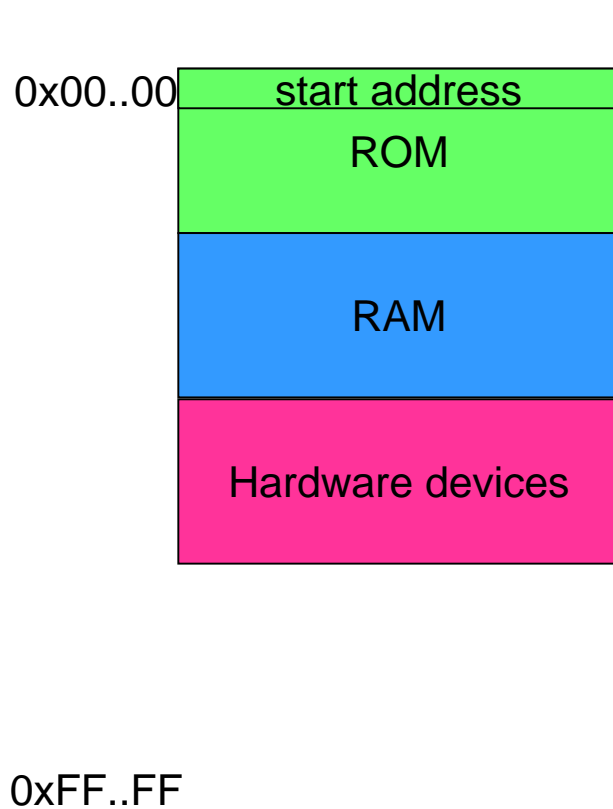 0x00..00 start address
ROM
RAM
Hardware devices
0xFF..FF